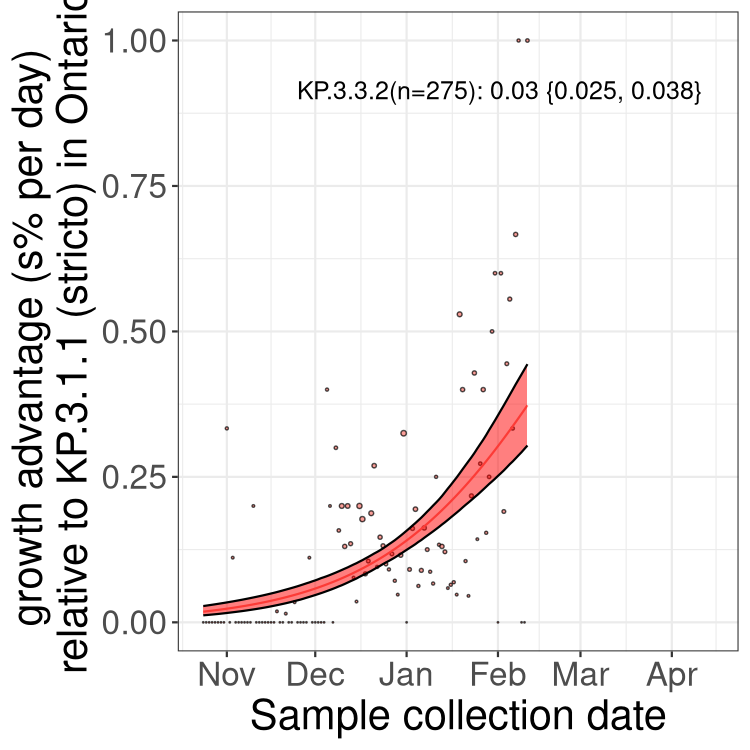 growth advantage (s% per day)
relative to KP.3.1.1 (stricto) in Ontario
1.00
0.75
0.50
0.25
0.00
KP.3.3.2(n=275): 0.03 {0.025, 0.038}
Nov Dec Jan Feb Mar Apr
Sample collection date